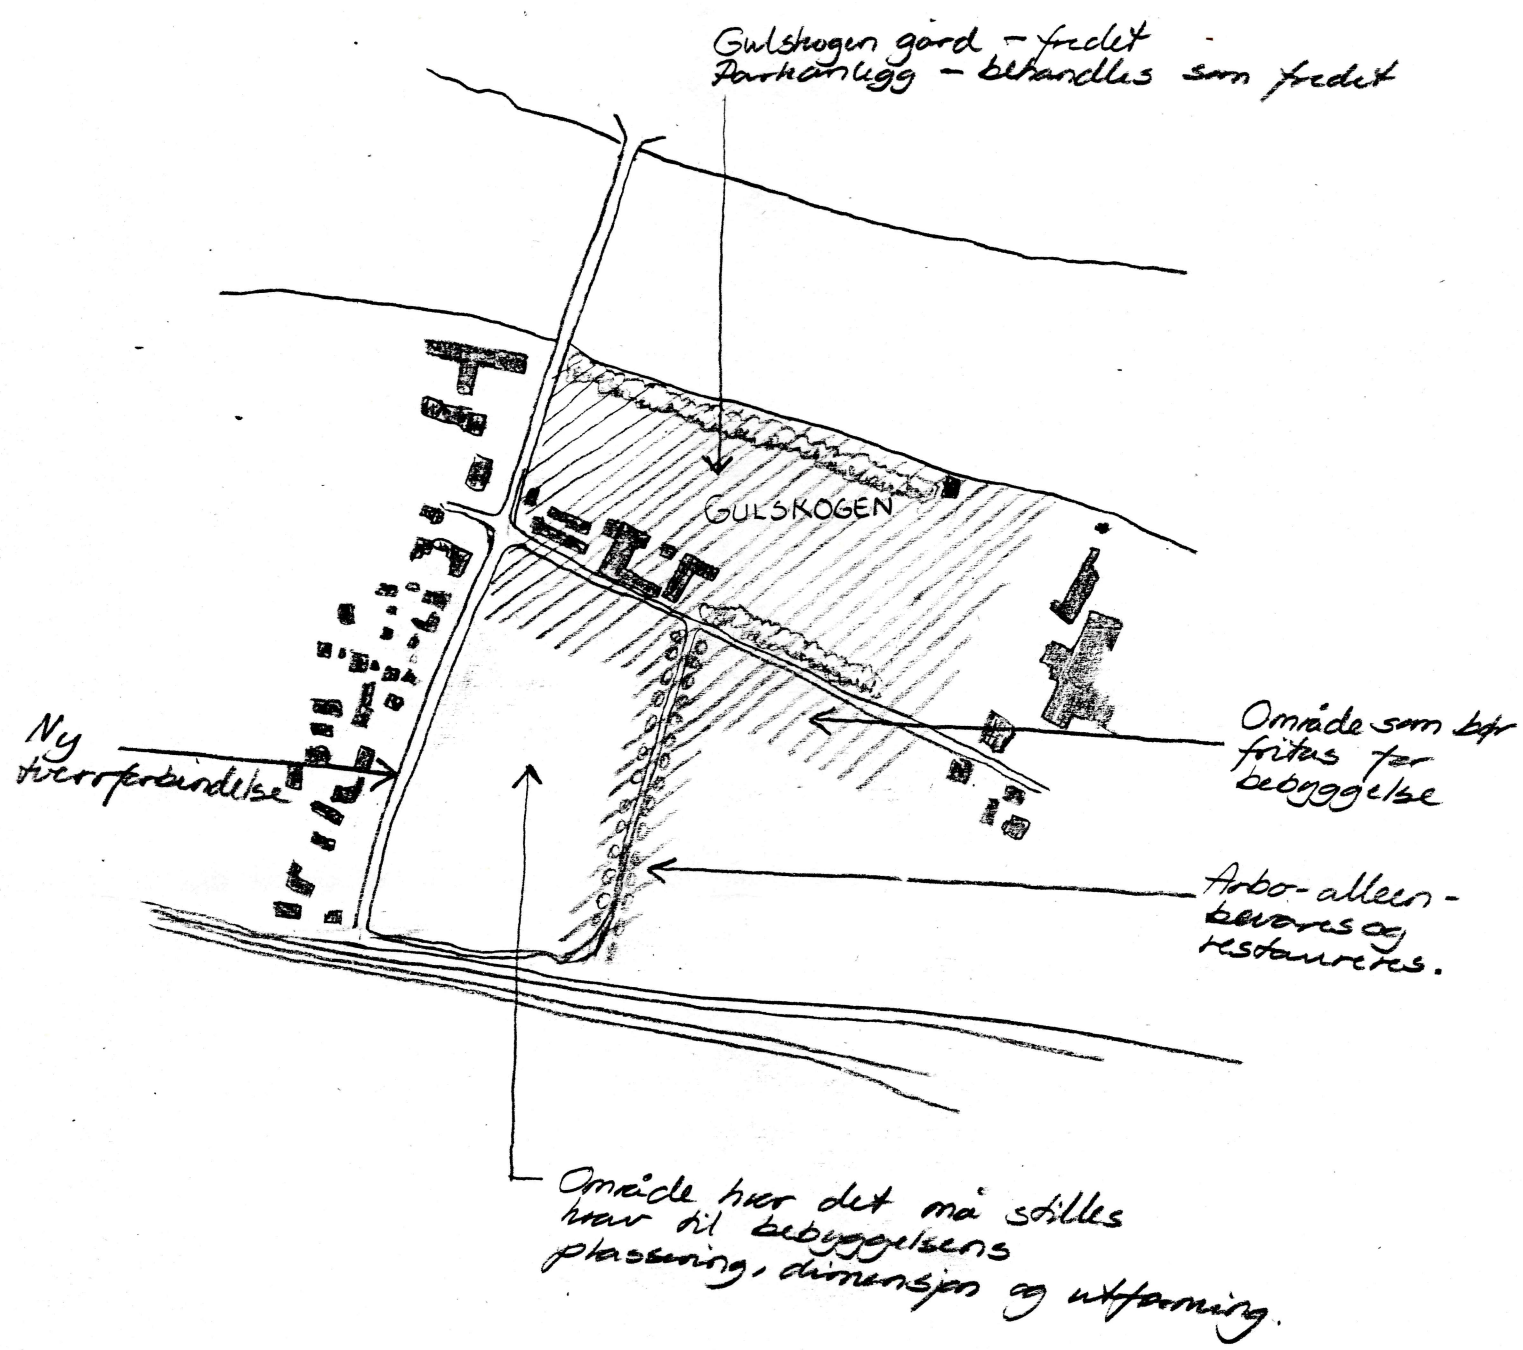 Gulskogen gård - fredet
Parkanlegg - behandles som fredet
GULSKOGEN
Ny
tverrforbindelse
Område som bør
fritas for
bebyggelse
Arbo-alleen -
bevares og
restaureres.
Område hvor det må stilles
krav til bebyggelsens
plassering, dimensjon og utforming.